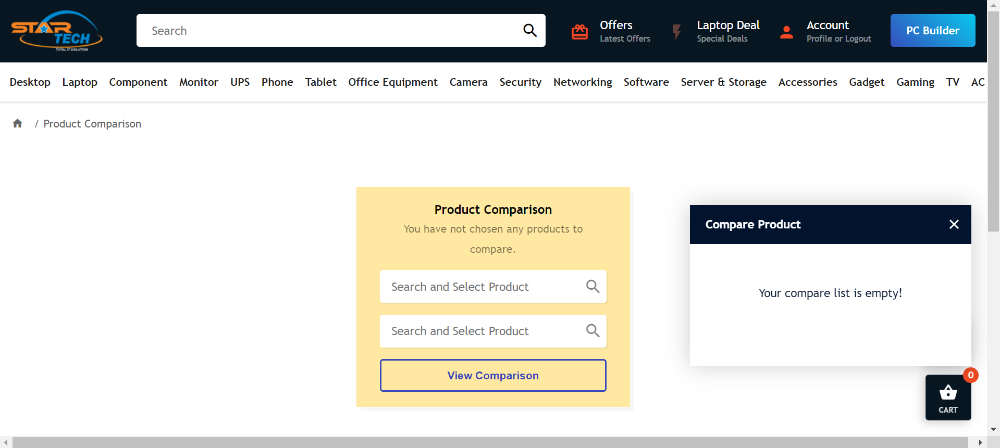 STAR
TECH
TOTAL IT SOLUTION
Search
Offers
Latest Offers
Laptop Deal
Special Deals
Account
Profile or Logout
PC Builder
Desktop Laptop Component Monitor UPS Phone Tablet Office Equipment Camera Security Networking Software Server & Storage Accessories Gadget Gaming TV AC
/ Product Comparison
Product Comparison
You have not chosen any products to
compare.
Search and Select Product
Search and Select Product
View Comparison
Compare Product
Your compare list is empty!
0
CART